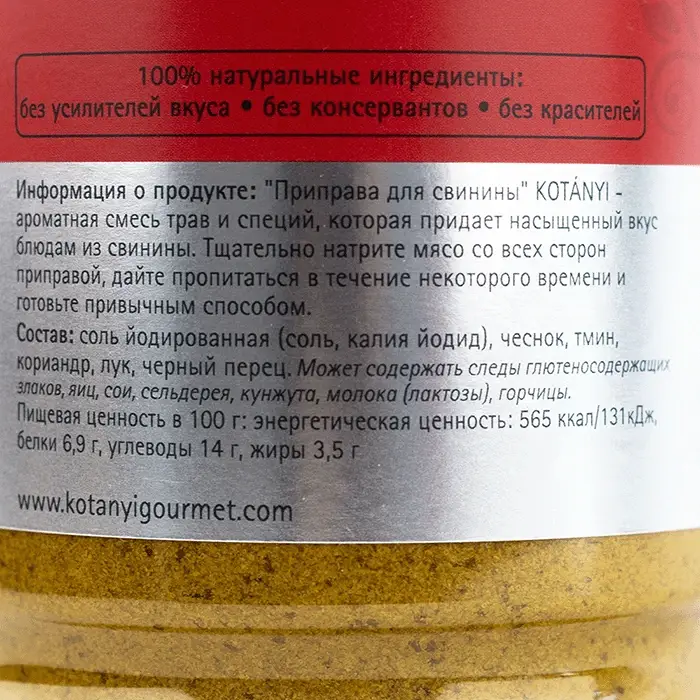 100% натуральные ингредиенты:
без усилителей вкуса • без консервантов • без красителей
Информация о продукте: "Приправа для свинины" KOTÁNYI -
ароматная смесь трав и специй, которая придает насыщенный вкус
блюдам из свинины. Тщательно натрите мясо со всех сторон
приправой, дайте пропитаться в течение некоторого времени и
готовьте привычным способом.
Состав: соль йодированная (соль, калия йодид), чеснок, тмин,
кориандр, лук, черный перец. Может содержать следы глютеносодержащих
злаков, яиц, сои, сельдерея, кунжута, молока (лактозы), горчицы.
Пищевая ценность в 100 г: энергетическая ценность: 565 ккал/131кДж,
белки 6,9 г, углеводы 14 г, жиры 3,5 г
www.kotanyigourmet.com